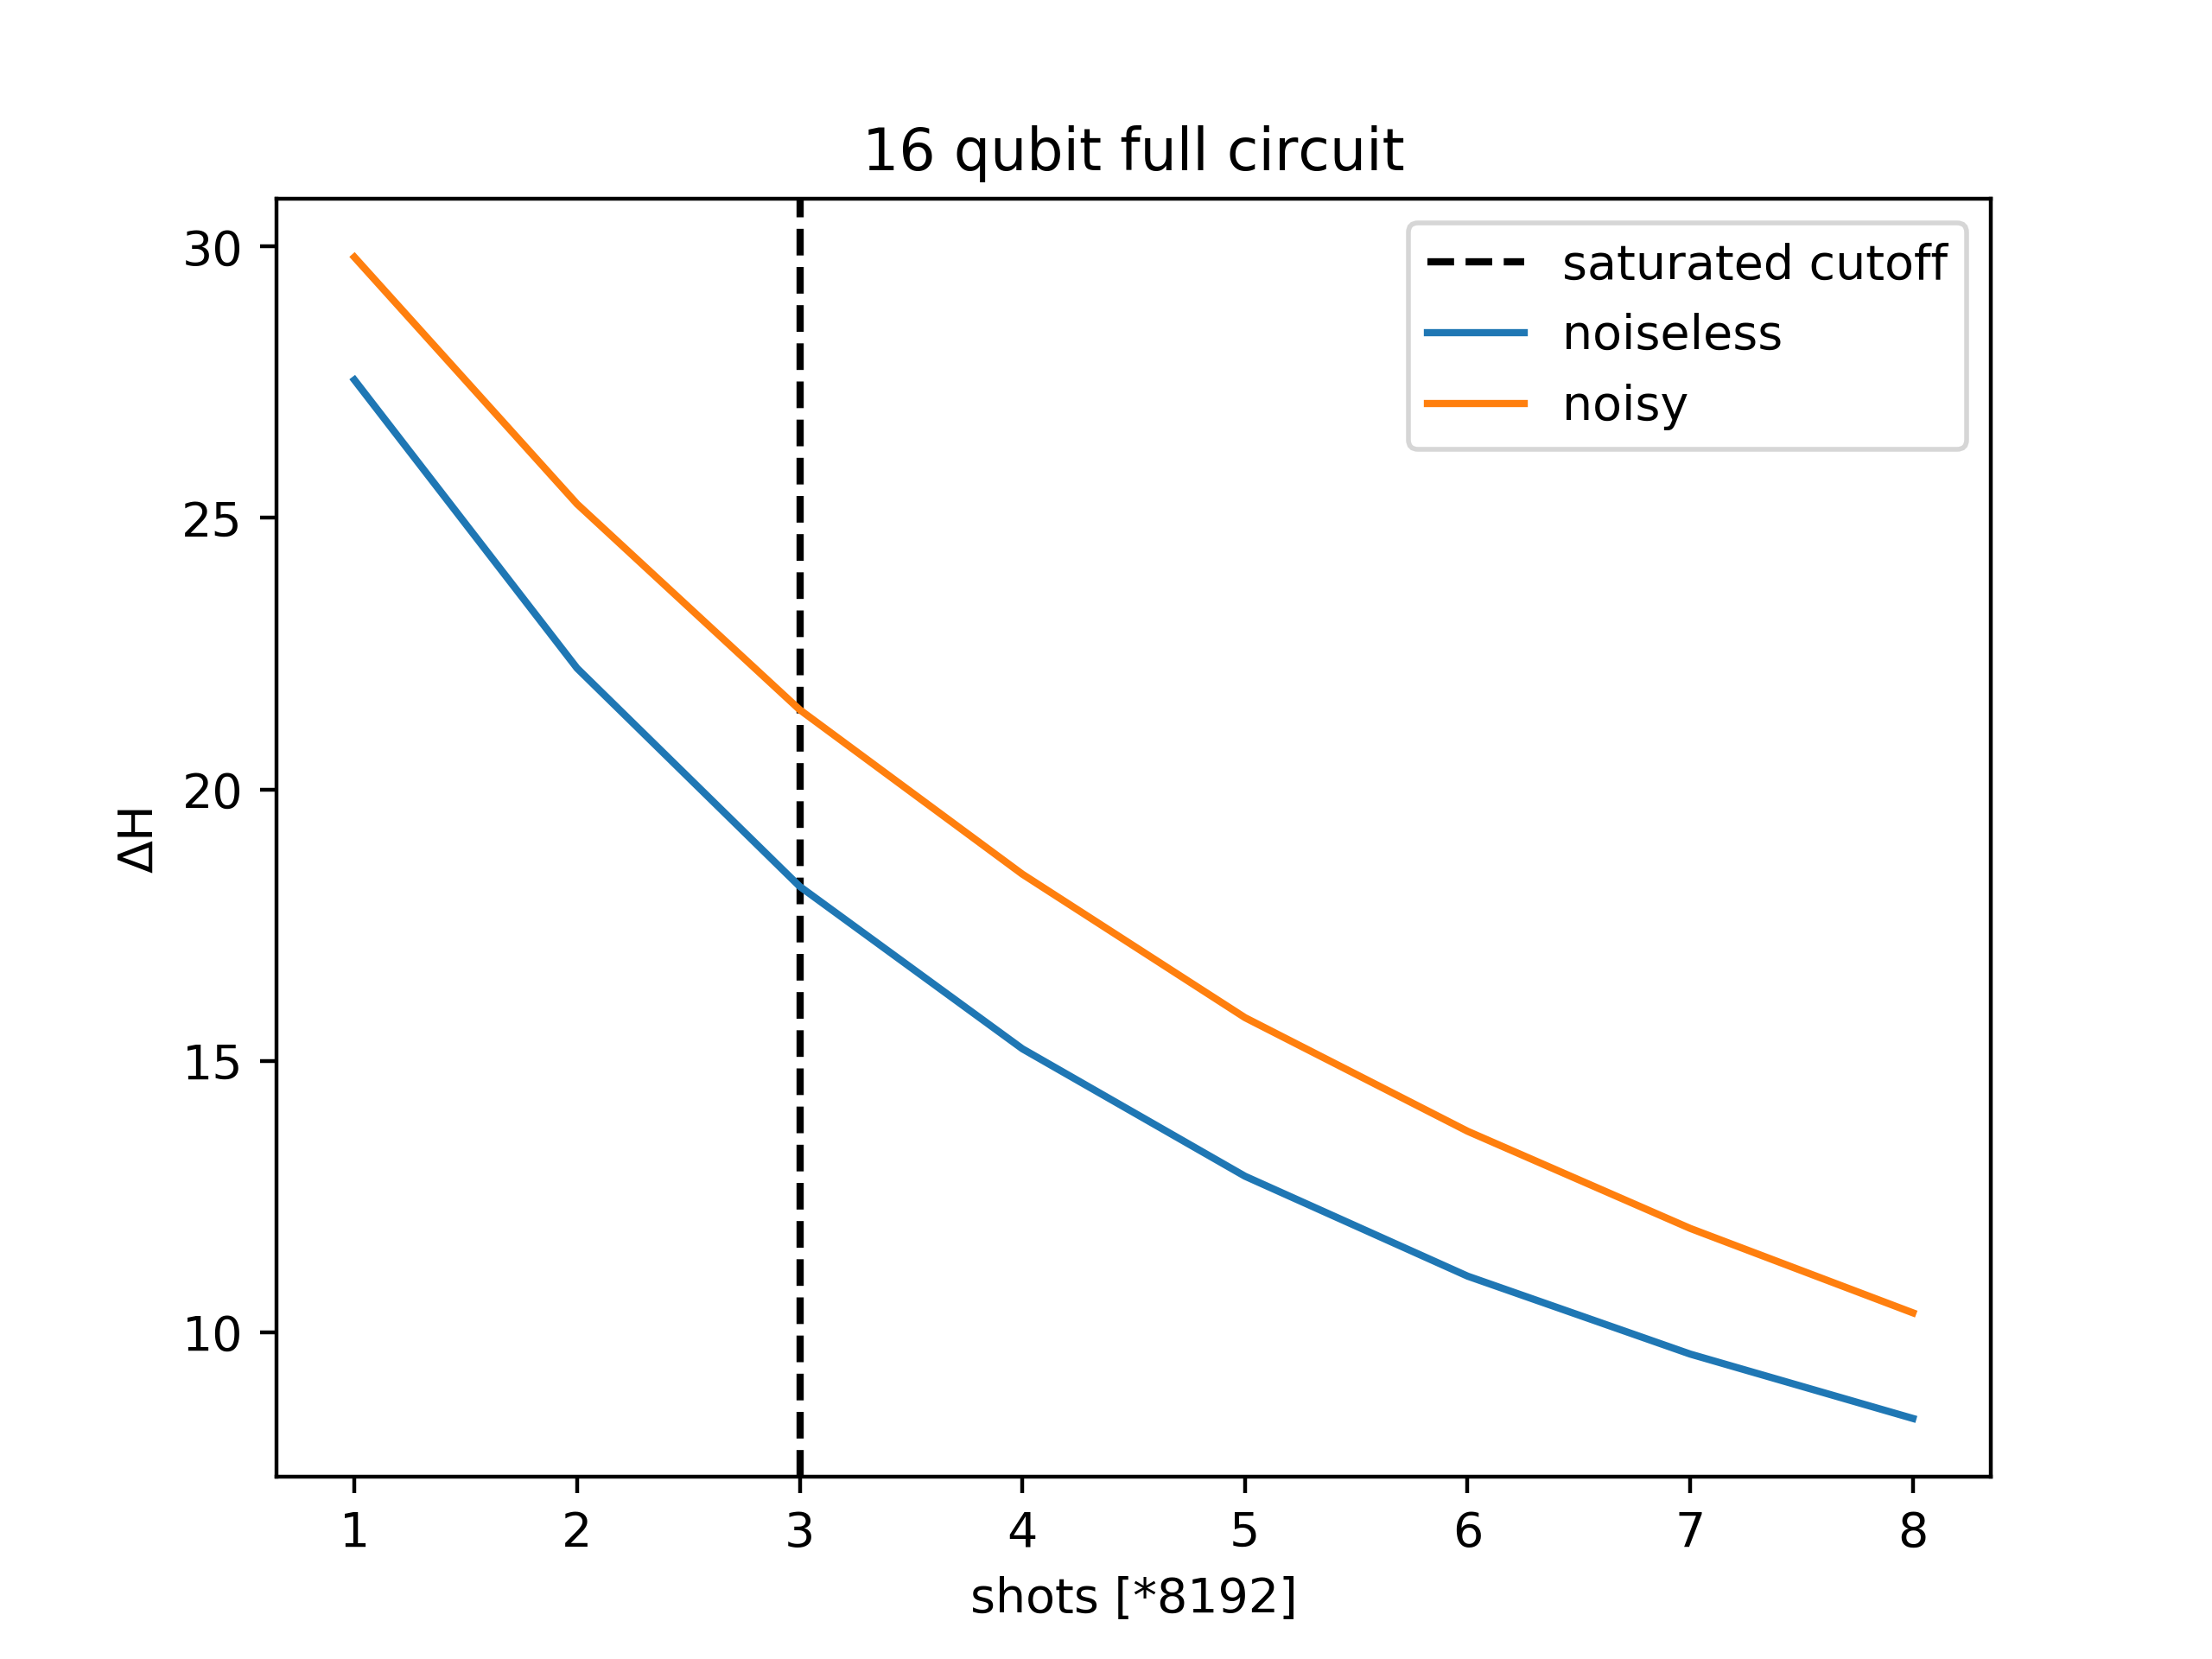 16 qubit full circuit
saturated cutoff
noiseless
noisy
30
25
20
15
10
ΔH
1 2 3 4 5 6 7 8
shots [*8192]